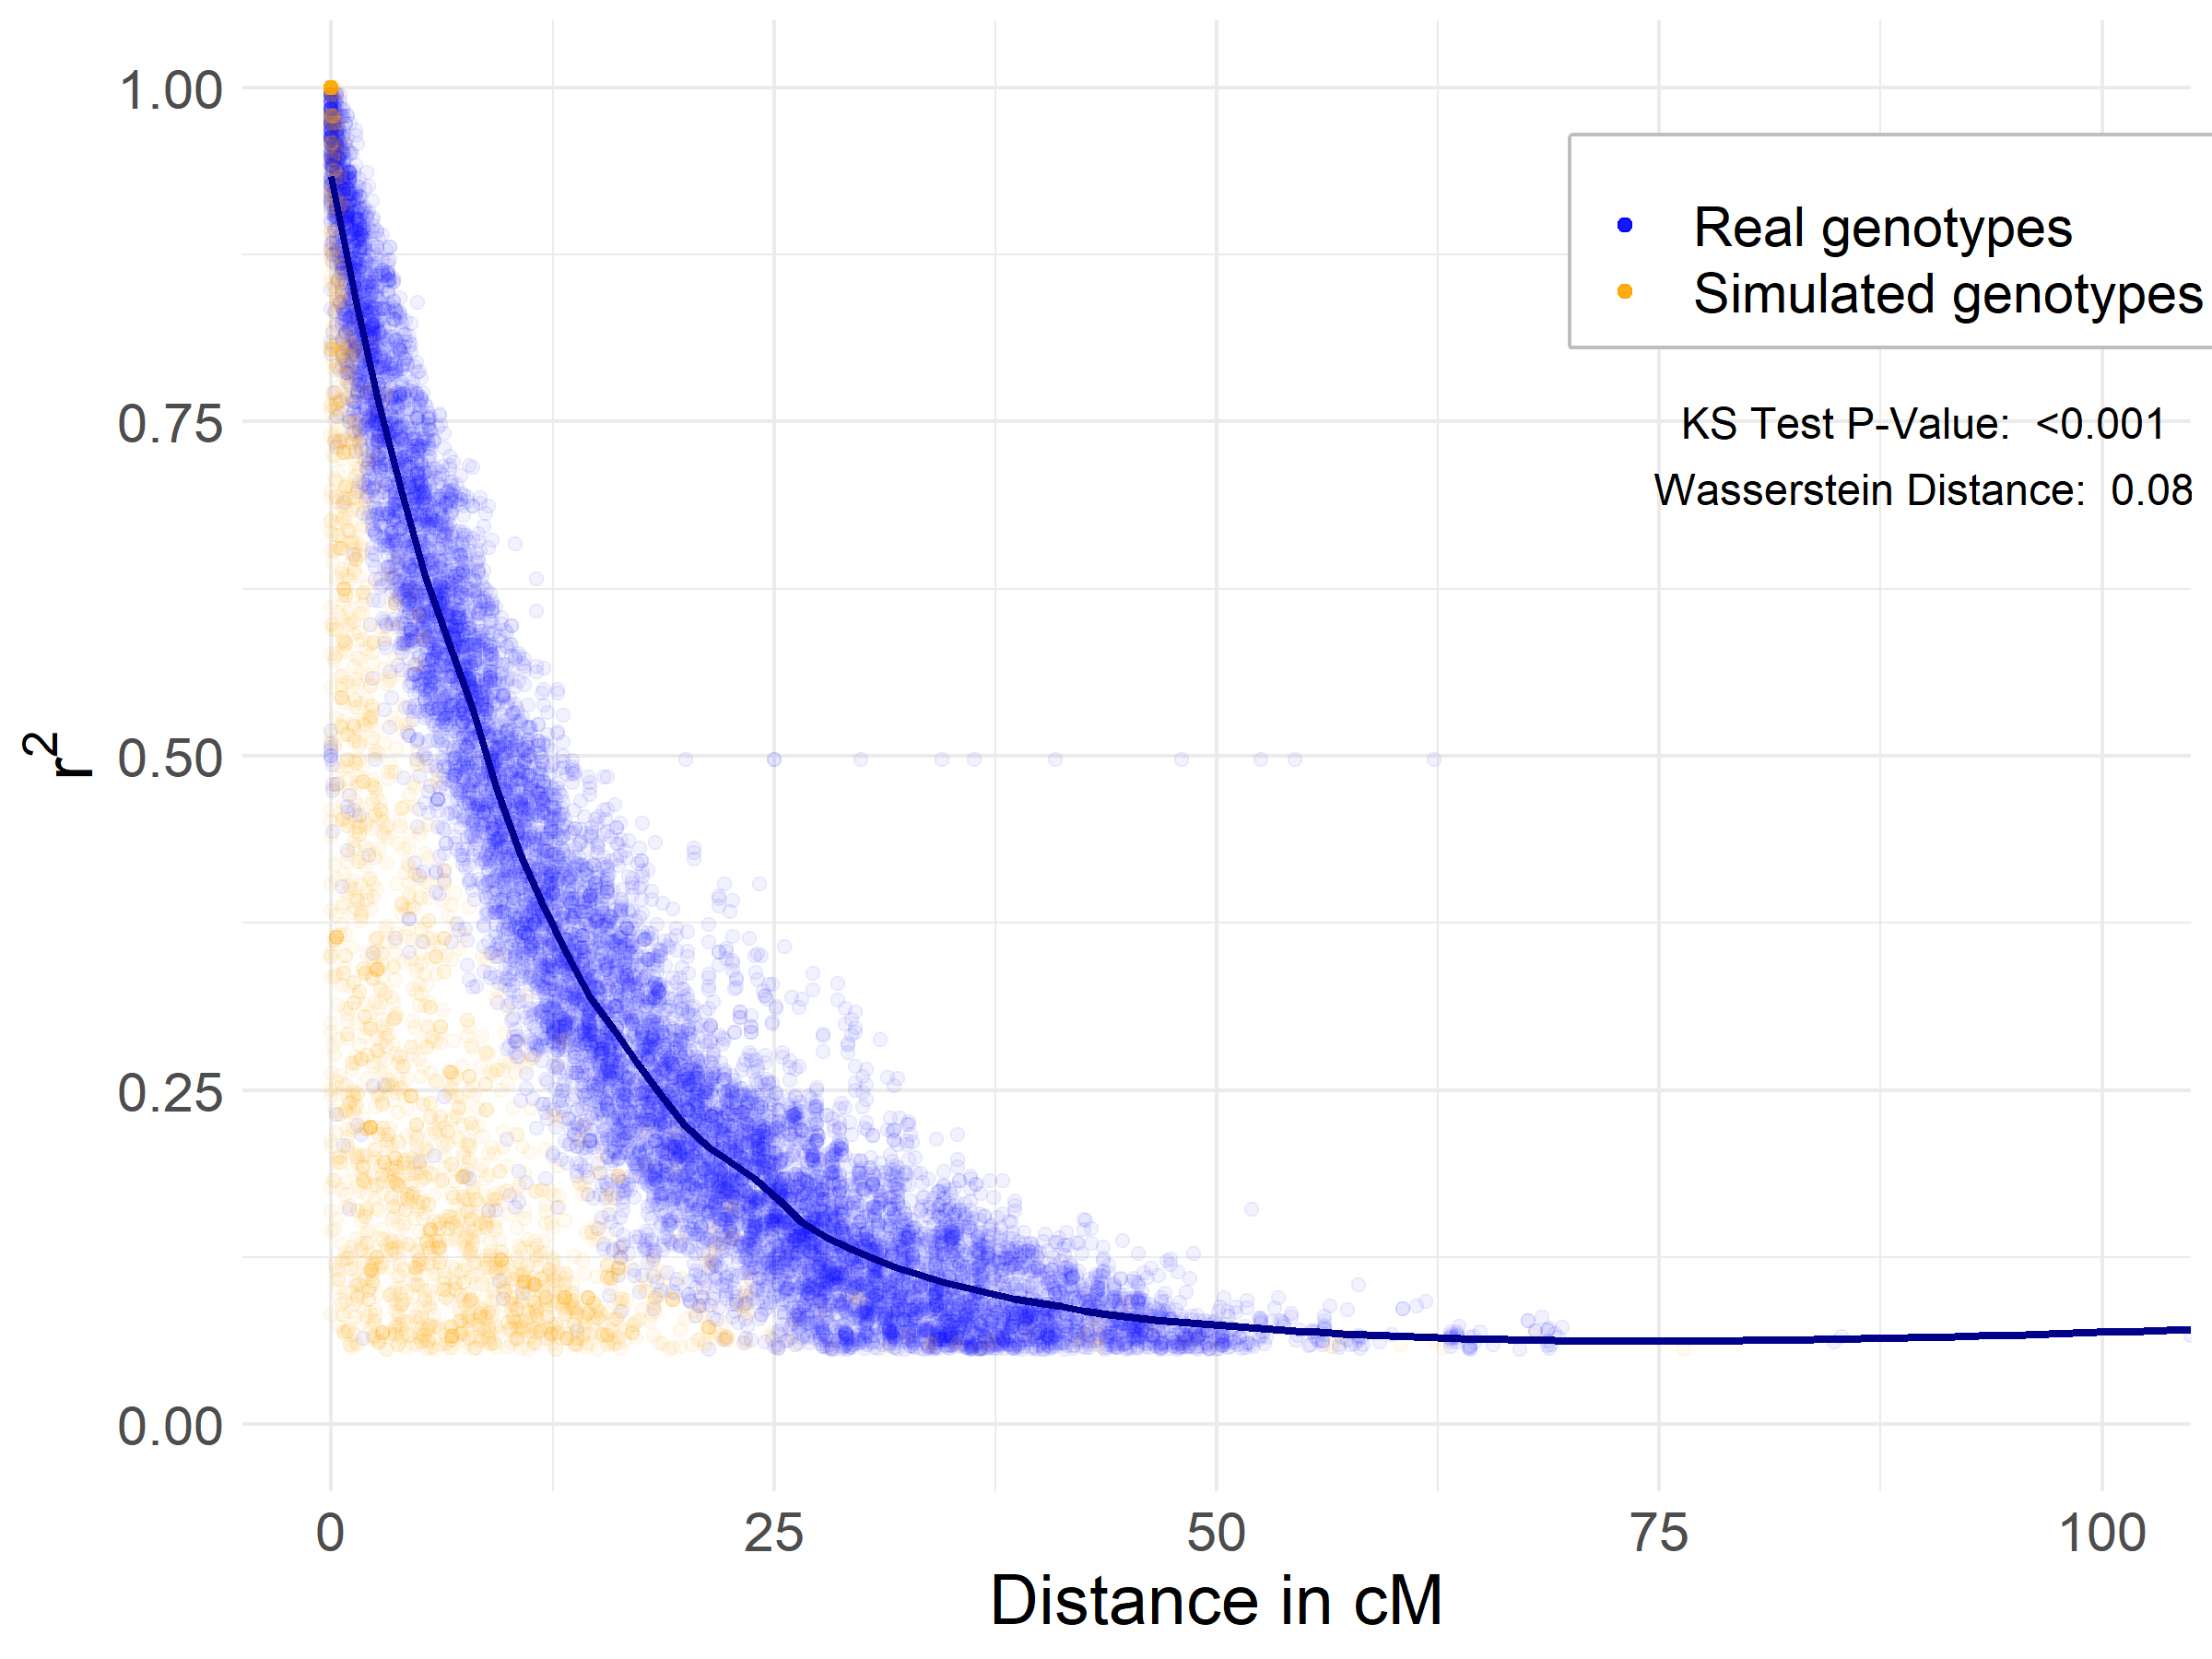 1.00
0.75
0.50
0.25
0.00
r²
Real genotypes
Simulated genotypes
KS Test P-Value: <0.001
Wasserstein Distance: 0.08
0 25 50 75 100
Distance in cM